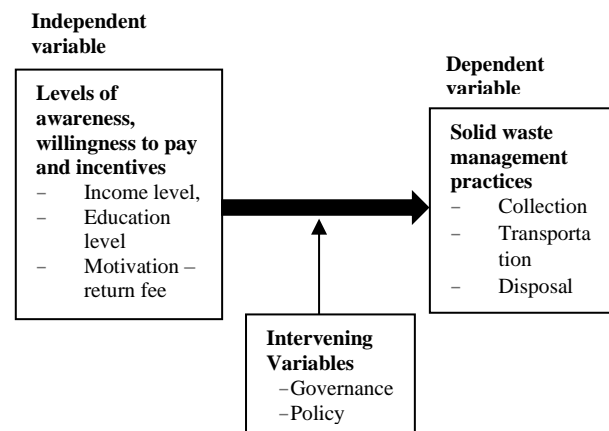 Independent
variable
Levels of
awareness,
willingness to pay
and incentives
– Income level,
– Education
level
– Motivation –
return fee
Dependent
variable
Solid waste
management
practices
– Collection
– Transporta
tion
– Disposal
Intervening
Variables
–Governance
–Policy